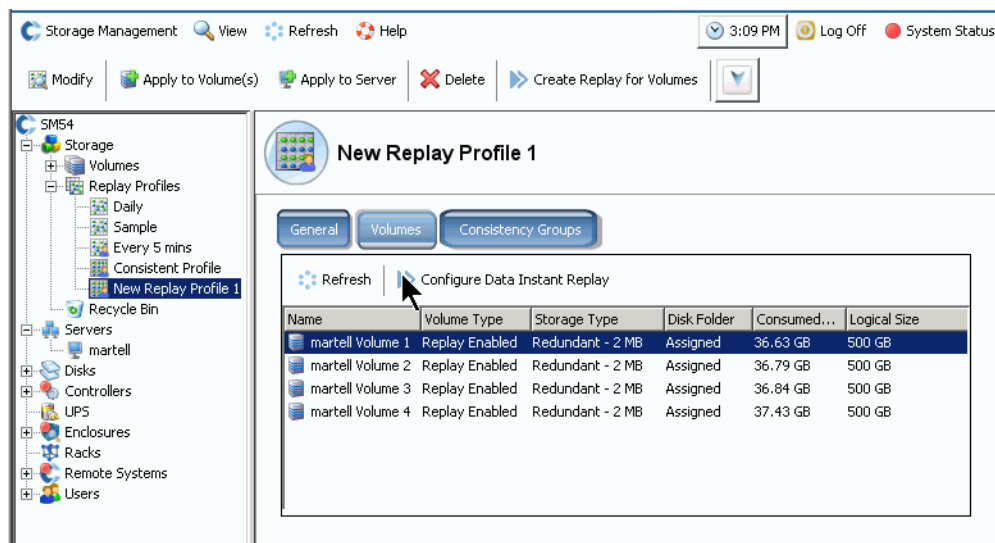 Storage Management View Refresh Help 3:09 PM Log Off System Status
Modify Apply to Volume(s) Apply to Server Delete Create Replay for Volumes
SM54
Storage
Volumes
Replay Profiles
Daily
Sample
Every 5 mins
Consistent Profile
New Replay Profile 1
Recycle Bin
Servers
martell
Disks
Controllers
UPS
Enclosures
Racks
Remote Systems
Users
New Replay Profile 1
General Volumes Consistency Groups
Refresh Configure Data Instant Replay
Name Volume Type Storage Type Disk Folder Consumed... Logical Size
martell Volume 1 Replay Enabled Redundant - 2 MB Assigned 36.63 GB 500 GB
martell Volume 2 Replay Enabled Redundant - 2 MB Assigned 36.79 GB 500 GB
martell Volume 3 Replay Enabled Redundant - 2 MB Assigned 36.84 GB 500 GB
martell Volume 4 Replay Enabled Redundant - 2 MB Assigned 37.43 GB 500 GB